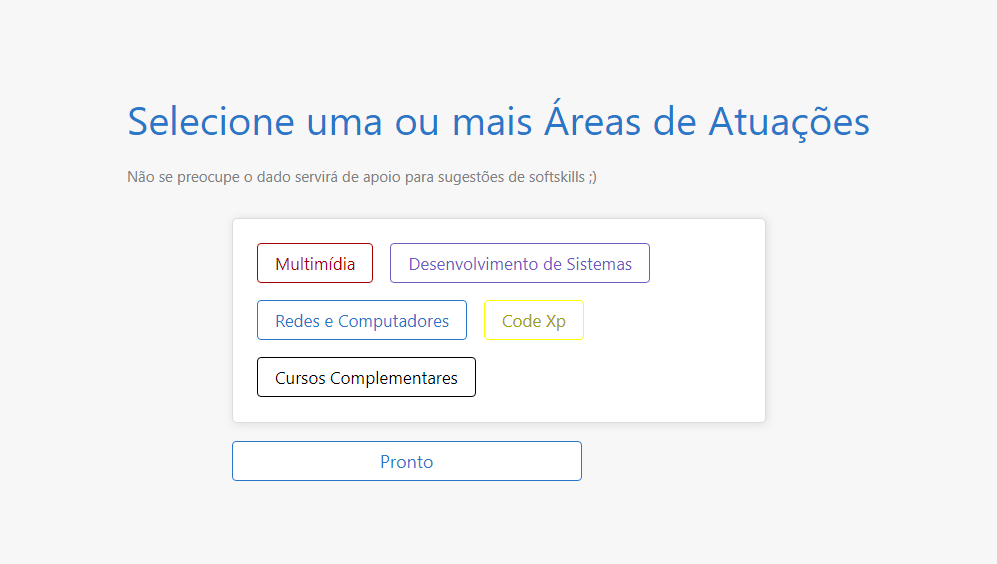 Selecione uma ou mais Áreas de Atuações
Não se preocupe o dado servirá de apoio para sugestões de softskills ;)
Multimídia Desenvolvimento de Sistemas
Redes e Computadores Code Xp
Cursos Complementares
Pronto